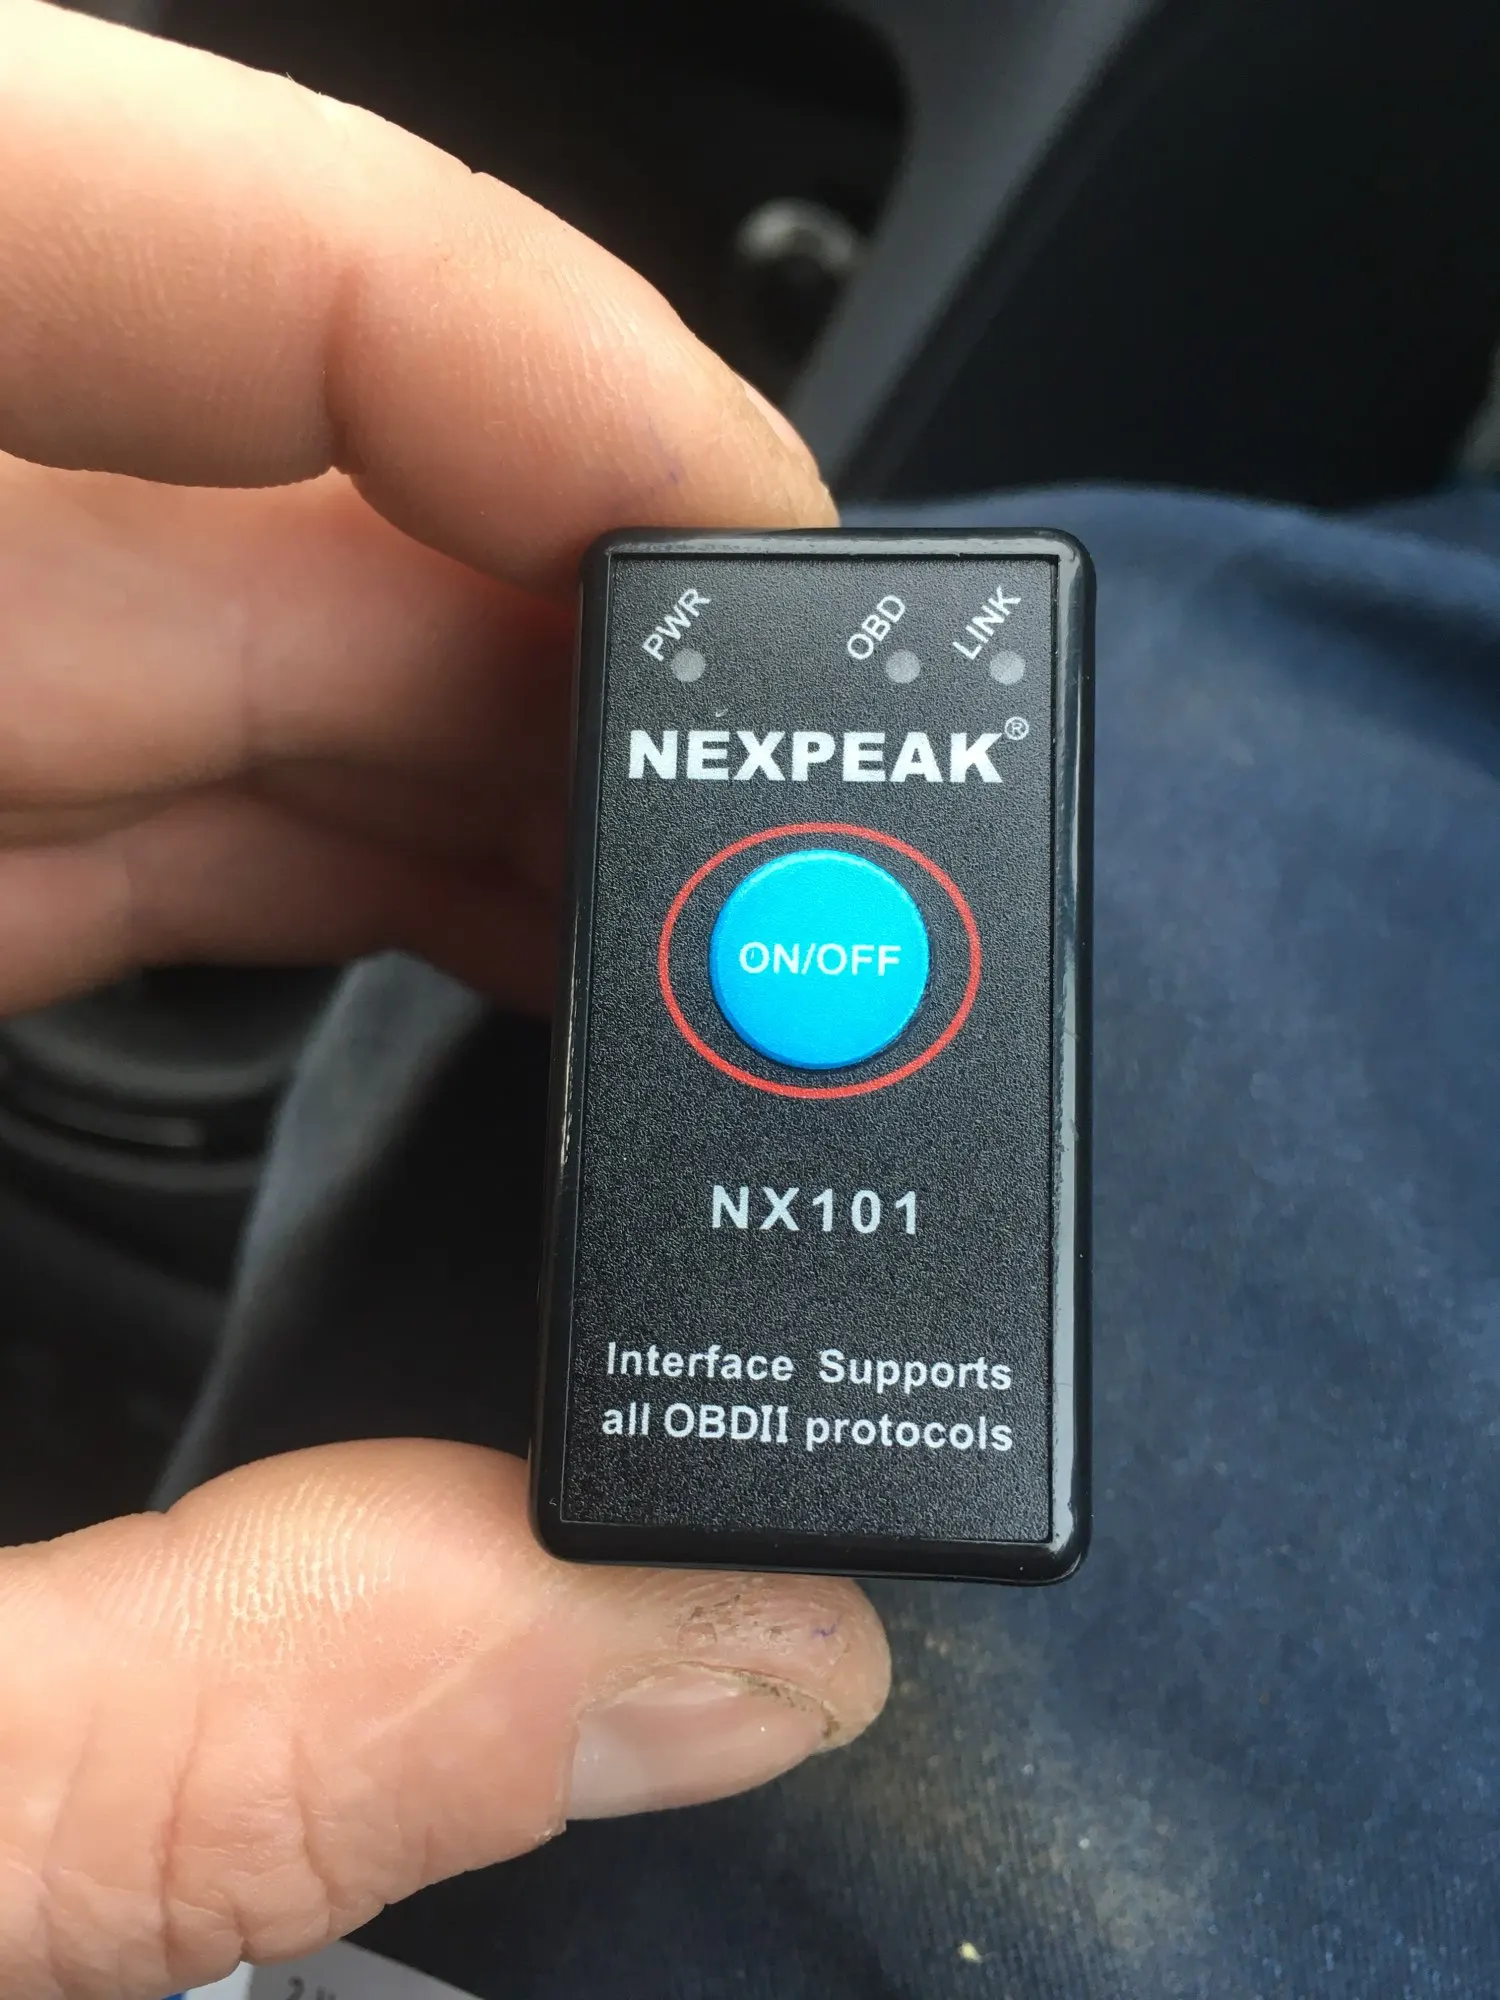 PWR OBD LINK
NEXPEAK®
ON/OFF
NX101
Interface Supports
all OBDII protocols